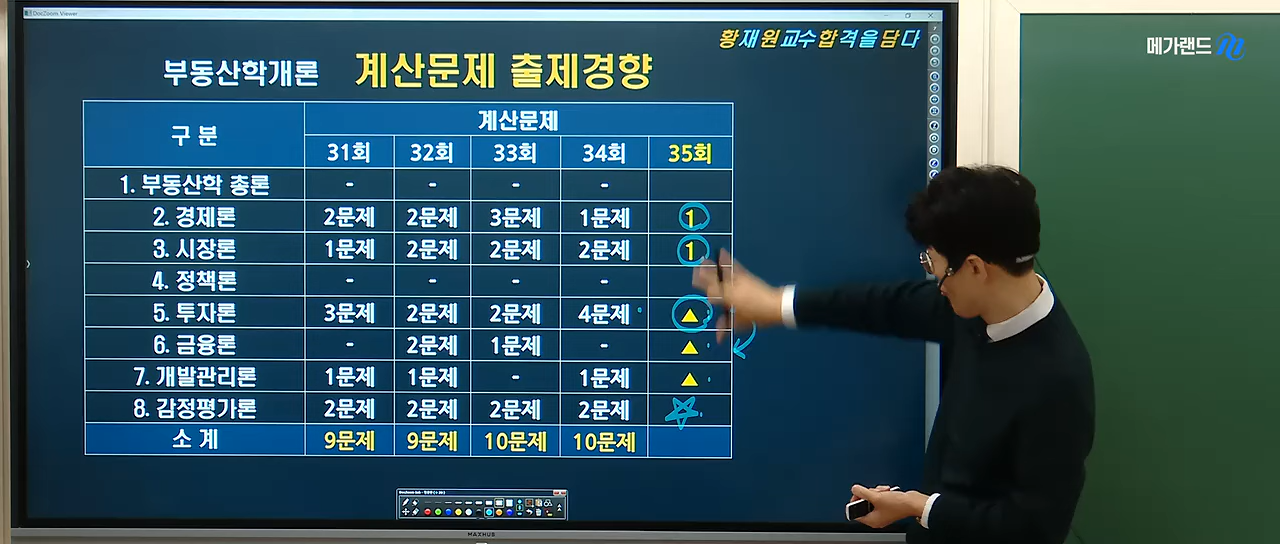 DocZoom Viewer
황재원교수합격을담다
메가랜드
부동산학개론 계산문제 출제경향
구 분 계산문제
31회 32회 33회 34회 35회
1. 부동산학 총론 - - - -
2. 경제론 2문제 2문제 3문제 1문제 1
3. 시장론 1문제 2문제 2문제 2문제 1
4. 정책론 - - - -
5. 투자론 3문제 2문제 2문제 4문제 ▲
6. 금융론 - 2문제 1문제 - ▲
7. 개발관리론 1문제 1문제 - 1문제 ▲
8. 감정평가론 2문제 2문제 2문제 2문제
소 계 9문제 9문제 10문제 10문제
MAXHUB